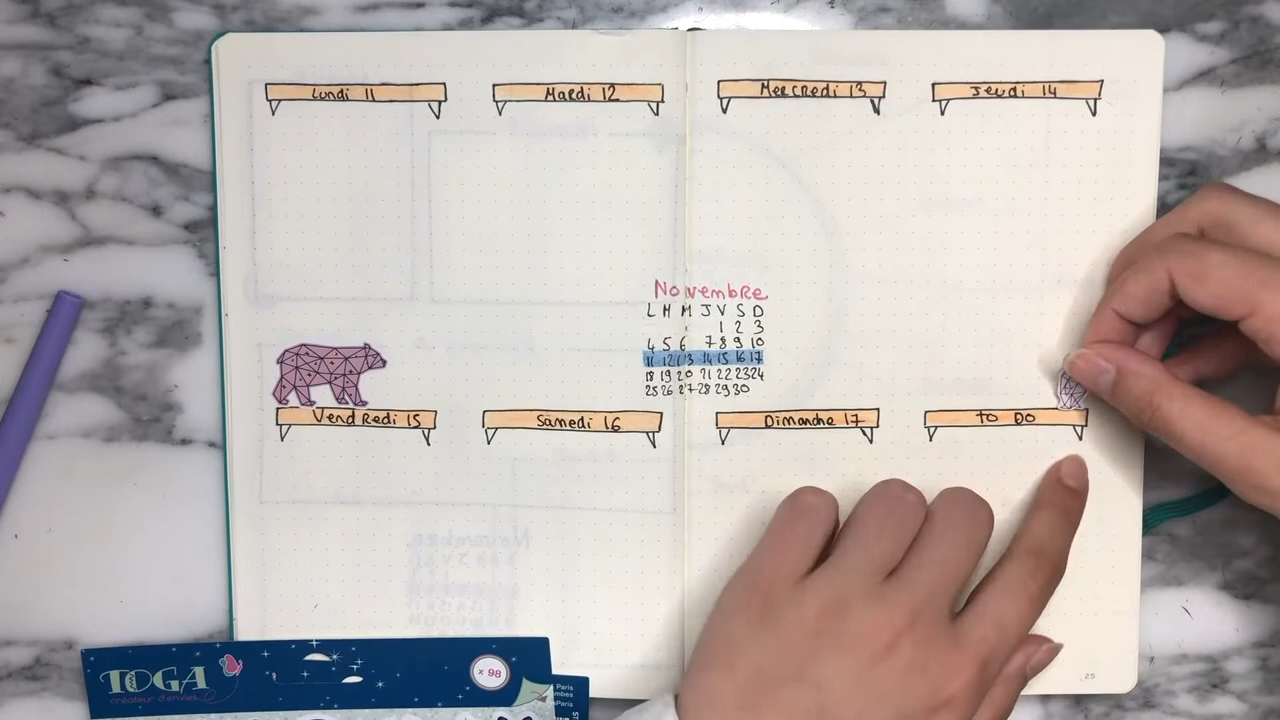 Lundi 11
Mardi 12
Mercredi 13
Jeudi 14
Novembre
L M M J V S D
1 2 3
4 5 6 7 8 9 10
11 12 13 14 15 16 17
18 19 20 21 22 23 24
25 26 27 28 29 30
Vendredi 15
Samedi 16
Dimanche 17
TO DO
TOGA
créateur d'envies
x 98
Paris
25